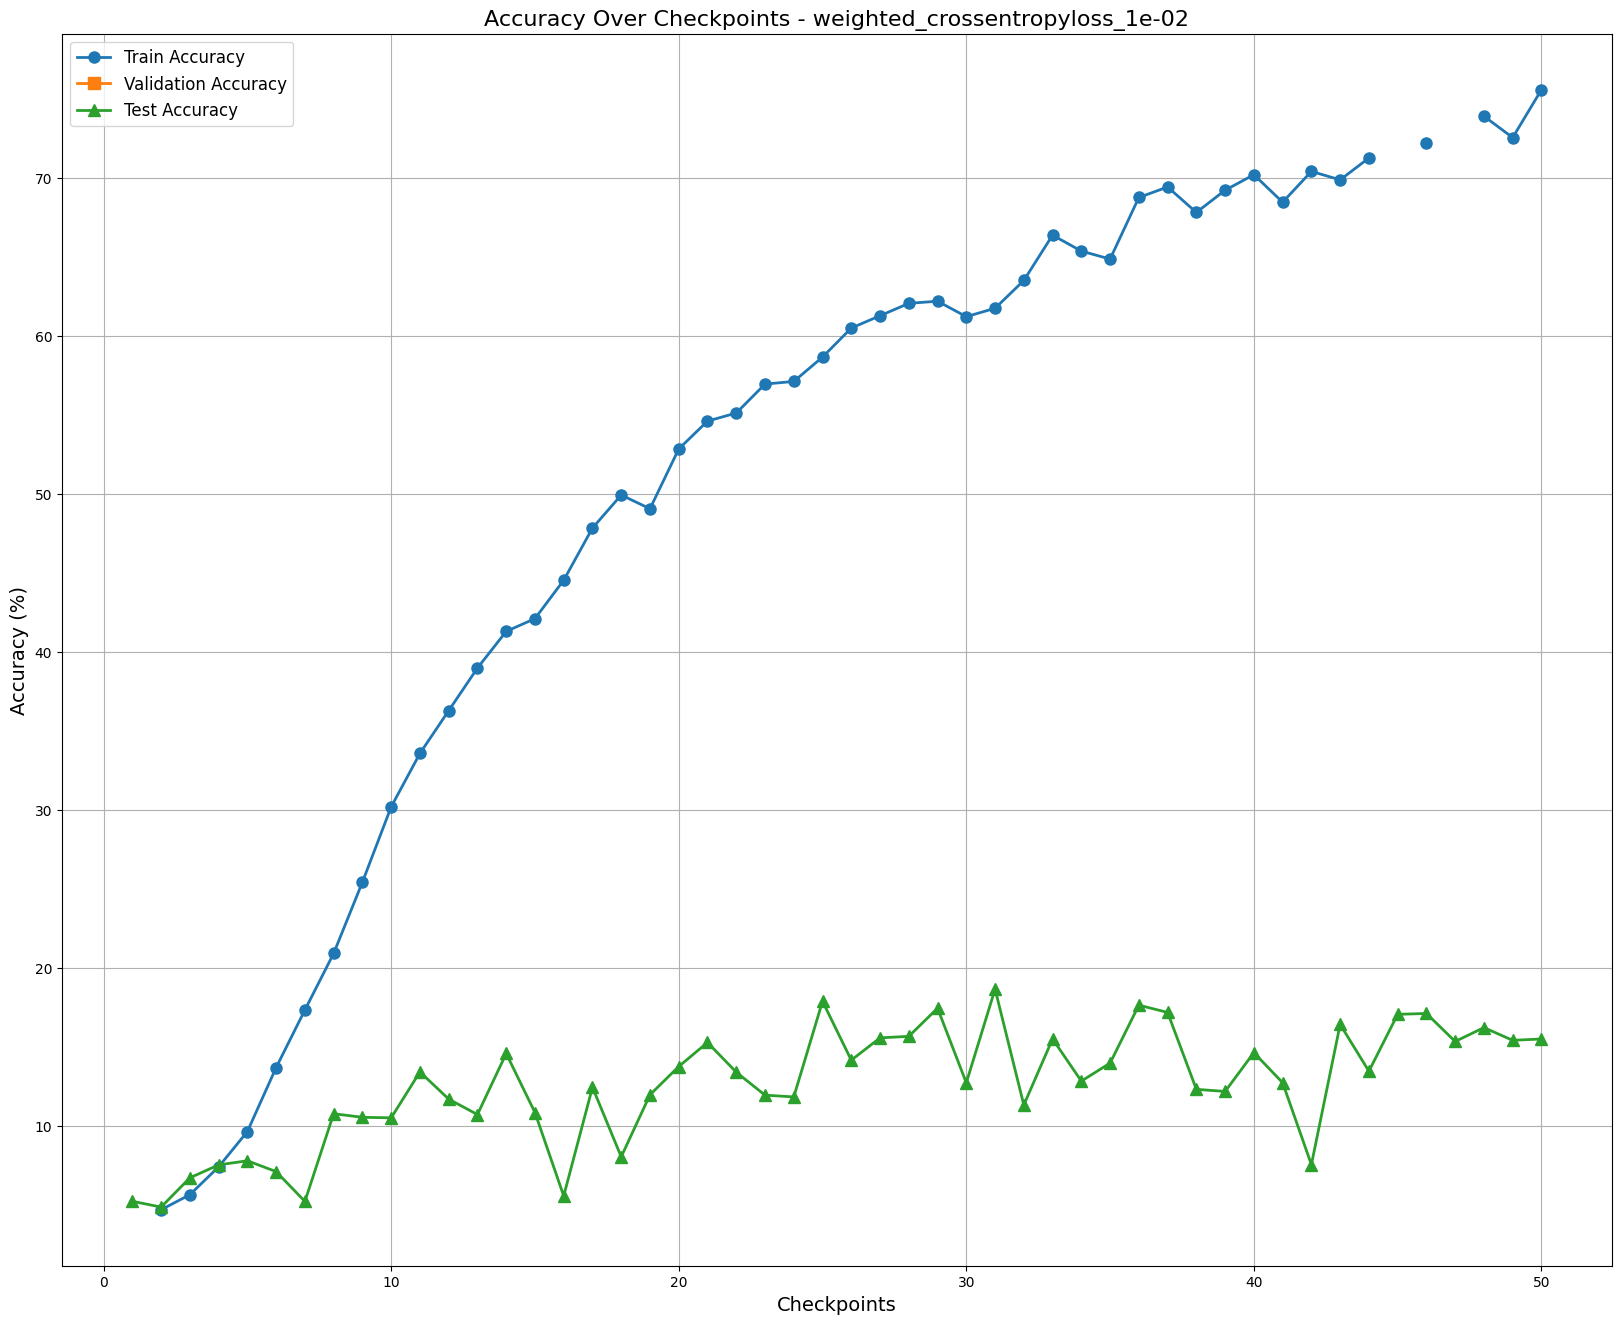 Accuracy Over Checkpoints - weighted_crossentropyloss_1e-02
Train Accuracy
Validation Accuracy
Test Accuracy
Accuracy (%)
70
60
50
40
30
20
10
0 10 20 30 40 50
Checkpoints